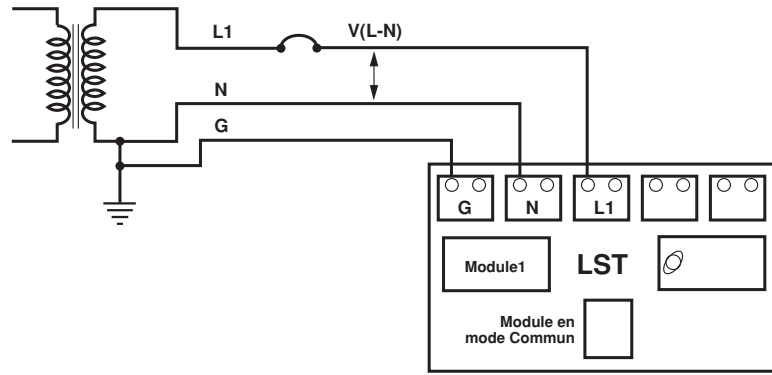 L1
V(L-N)
N
G
G
N
L1
Module1
LST
Module en
mode Commun